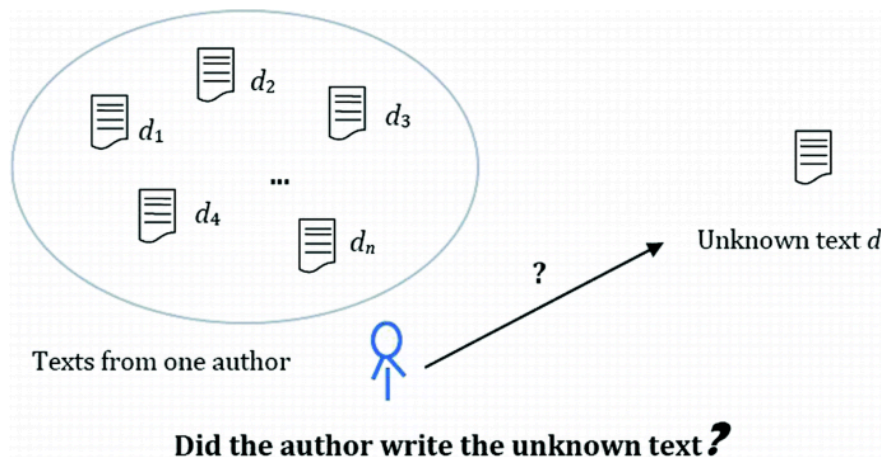 d₂
d₁
d₃
...
d₄
dₙ
Unknown text d
?
Texts from one author
Did the author write the unknown text?